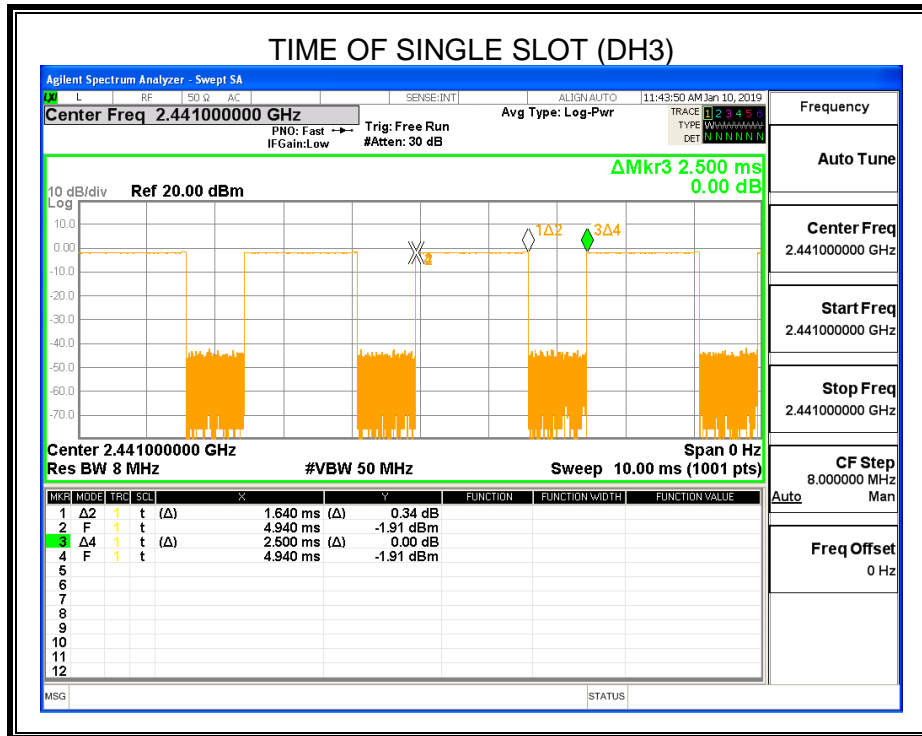 TIME OF SINGLE SLOT (DH3)
Agilent Spectrum Analyzer - Swept SA
LXI L RF 50 Ω AC SENSE:INT ALIGN AUTO 11:43:50 AM Jan 10, 2019
Center Freq 2.441000000 GHz
PNO: Fast
IFGain:Low
Trig: Free Run
#Atten: 30 dB
Avg Type: Log-Pwr
TRACE 1 2 3 4 5 6
TYPE
DET N N N N N N
ΔMkr3 2.500 ms
0.00 dB
10 dB/div Ref 20.00 dBm
Log
10.0
0.00
-10.0
-20.0
-30.0
-40.0
-50.0
-60.0
-70.0
1Δ2
3Δ4
Center 2.441000000 GHz Span 0 Hz
Res BW 8 MHz #VBW 50 MHz Sweep 10.00 ms (1001 pts)
MKR MODE TRC SCL X Y FUNCTION FUNCTION WIDTH FUNCTION VALUE
1 Δ2 1 t (Δ) 1.640 ms (Δ) 0.34 dB
2 F 1 t 4.940 ms -1.91 dBm
3 Δ4 1 t (Δ) 2.500 ms (Δ) 0.00 dB
4 F 1 t 4.940 ms -1.91 dBm
5
6
7
8
9
10
11
12
MSG STATUS
Frequency
Auto Tune
Center Freq
2.441000000 GHz
Start Freq
2.441000000 GHz
Stop Freq
2.441000000 GHz
CF Step
8.000000 MHz
Auto Man
Freq Offset
0 Hz